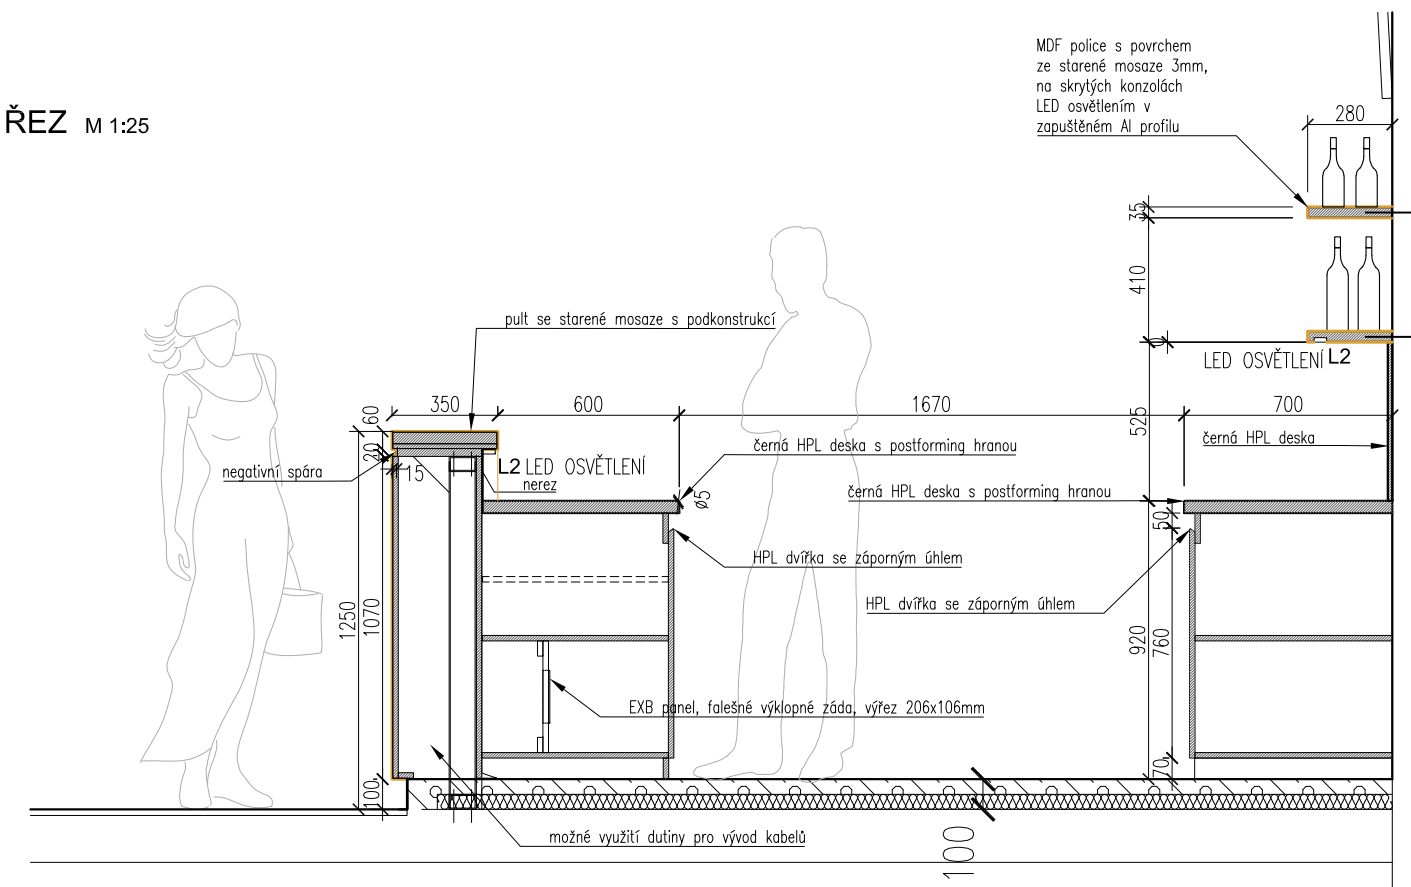 MDF police s povrchem
ze starené mosaze 3mm,
na skrytých konzolách
LED osvětlením v
zapuštěném Al profilu
ŘEZ M 1:25
280
35
410
pult se starené mosaze s podkonstrukcí
LED OSVĚTLENÍ L2
350
600
1670
700
60
525
20
černá HPL deska s postforming hranou
černá HPL deska
negativní spára
15
L2 LED OSVĚTLENÍ
nerez
ø5
černá HPL deska s postforming hranou
50
HPL dvířka se záporným úhlem
HPL dvířka se záporným úhlem
1250
1070
920
760
EXB panel, falešné výklopné záda, výřez 206x106mm
70
100
možné využití dutiny pro vývod kabelů
100